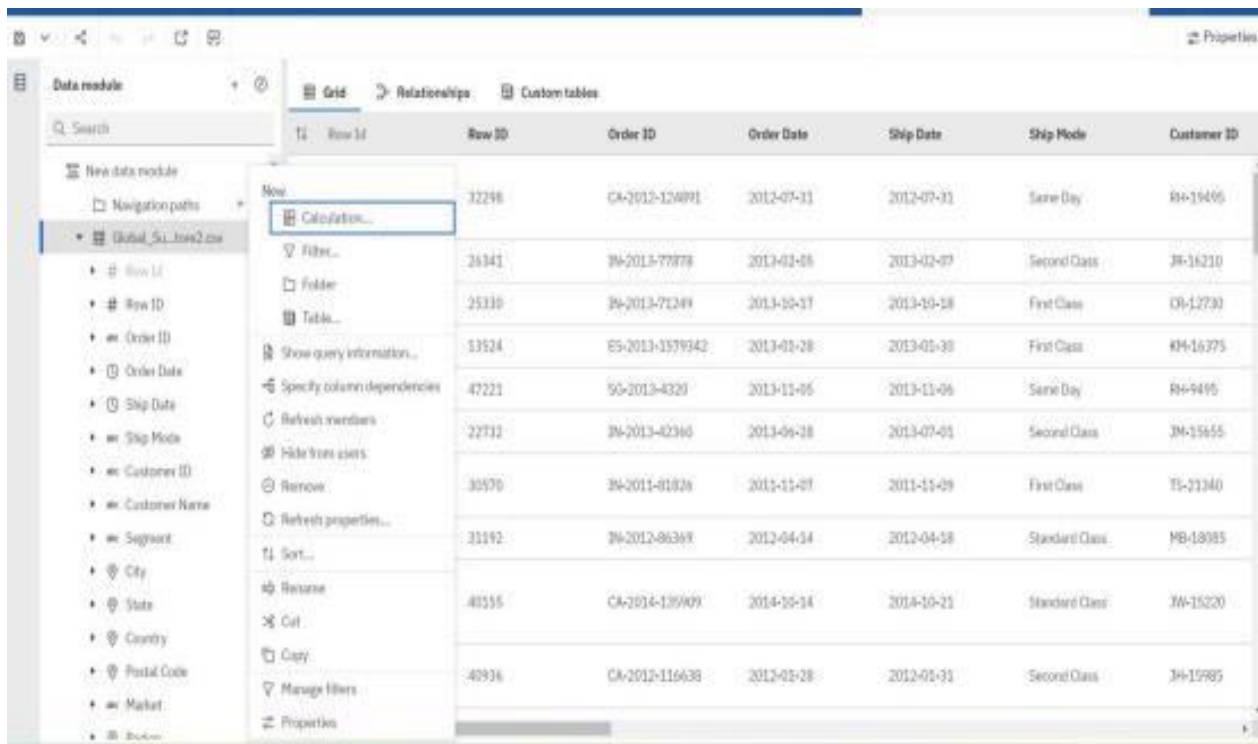 Properties
Data module
Grid Relationships Custom tables
Search
Row Id Row ID Order ID Order Date Ship Date Ship Mode Customer ID
New data module
Navigation paths
Global_Su...tore2.csv
Row Id
Row ID
Order ID
Order Date
Ship Date
Ship Mode
Customer ID
Customer Name
Segment
City
State
Country
Postal Code
Market
Region
New
Calculation...
Filter...
Folder
Table...
Show query information...
Specify column dependencies
Refresh members
Hide from users
Remove
Refresh properties...
Sort...
Rename
Cut
Copy
Manage filters
Properties
32298 CA-2012-124891 2012-07-31 2012-07-31 Same Day RH-19495
26341 IN-2013-77878 2013-02-05 2013-02-07 Second Class JR-16210
25330 IN-2013-71249 2013-10-17 2013-10-18 First Class CR-12730
13524 ES-2013-1579342 2013-01-28 2013-01-30 First Class KM-16375
47221 SG-2013-4320 2013-11-05 2013-11-06 Same Day RH-9495
22732 IN-2013-42360 2013-06-28 2013-07-01 Second Class JM-15655
30570 IN-2011-81826 2011-11-07 2011-11-09 First Class TS-21340
31192 IN-2012-86369 2012-04-14 2012-04-18 Standard Class MB-18085
40155 CA-2014-135909 2014-10-14 2014-10-21 Standard Class JW-15220
40936 CA-2012-116638 2012-01-28 2012-01-31 Second Class JH-15985